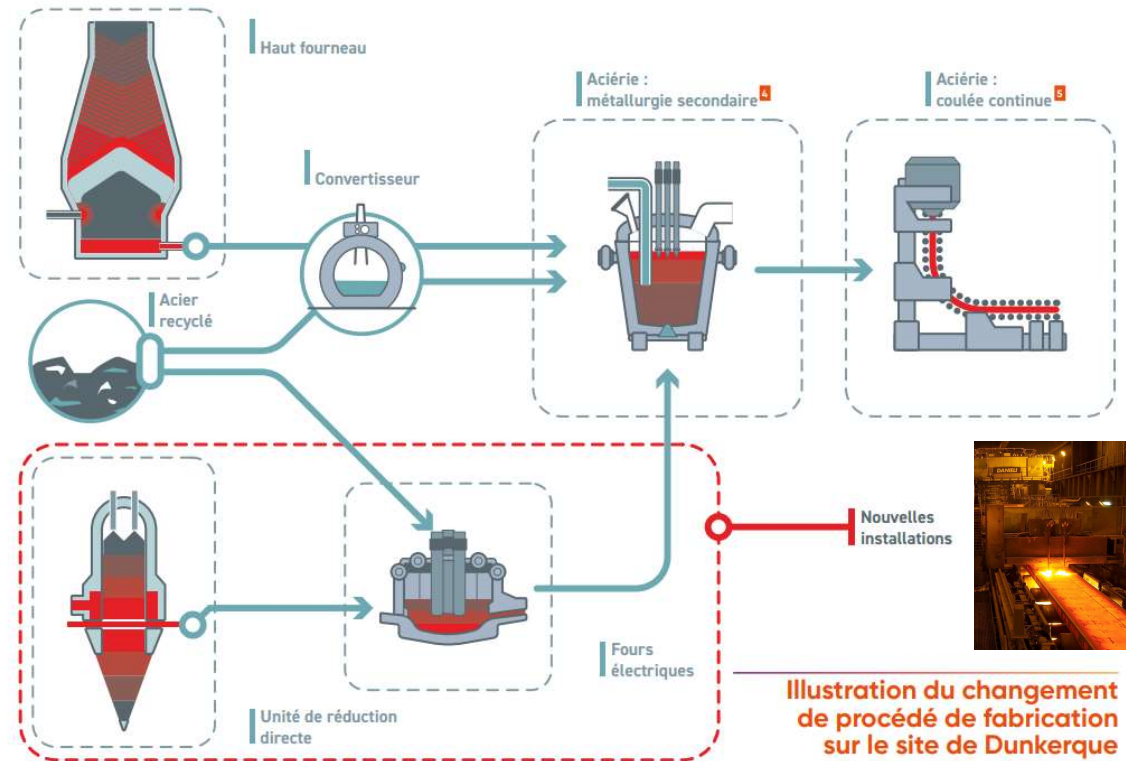 Haut fourneau
Aciérie :
métallurgie secondaire 4
Aciérie :
coulée continue 5
Convertisseur
Acier
recyclé
DANIELI
Nouvelles
installations
Fours
électriques
Unité de réduction
directe
Illustration du changement
de procédé de fabrication
sur le site de Dunkerque